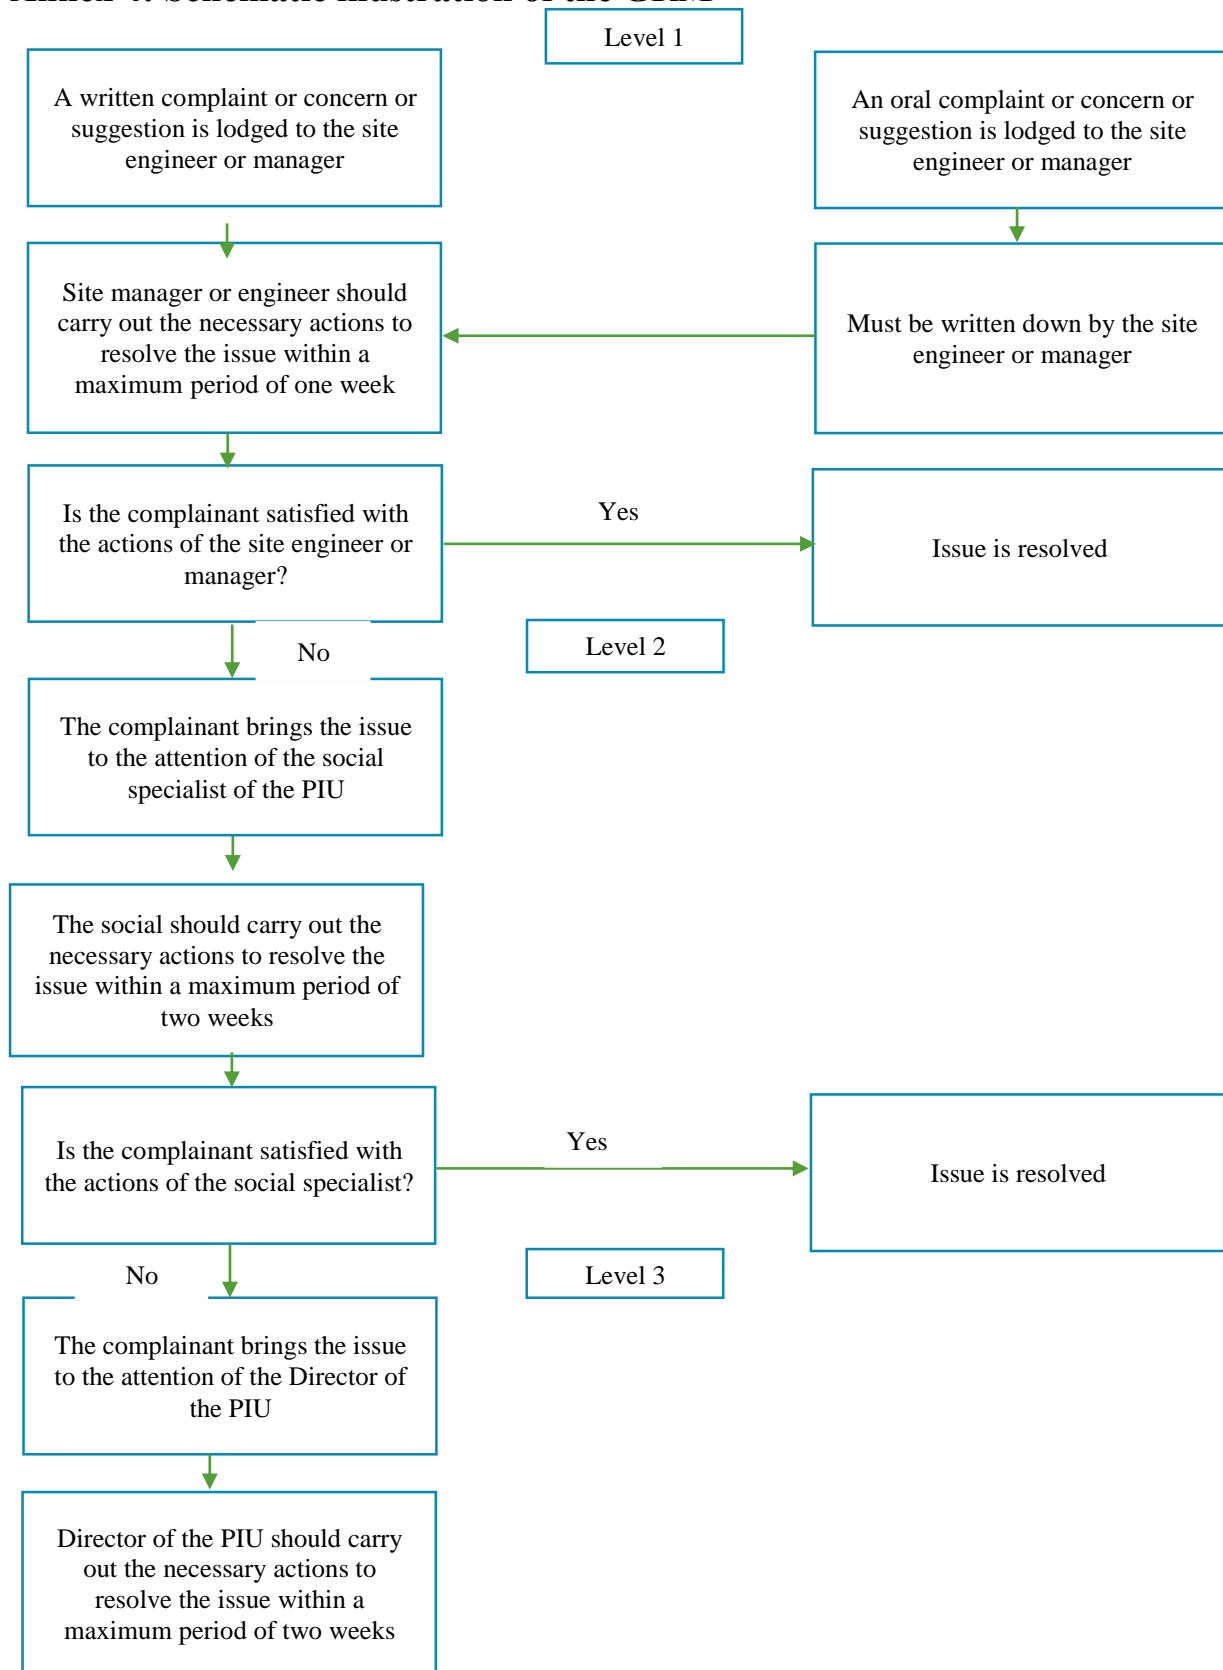 Level 1
A written complaint or concern or
suggestion is lodged to the site
engineer or manager
An oral complaint or concern or
suggestion is lodged to the site
engineer or manager
Site manager or engineer should
carry out the necessary actions to
resolve the issue within a
maximum period of one week
Must be written down by the site
engineer or manager
Is the complainant satisfied with
the actions of the site engineer or
manager?
Yes
Issue is resolved
No
Level 2
The complainant brings the issue
to the attention of the social
specialist of the PIU
The social should carry out the
necessary actions to resolve the
issue within a maximum period of
two weeks
Is the complainant satisfied with
the actions of the social specialist?
Yes
Issue is resolved
No
Level 3
The complainant brings the issue
to the attention of the Director of
the PIU
Director of the PIU should carry
out the necessary actions to
resolve the issue within a
maximum period of two weeks